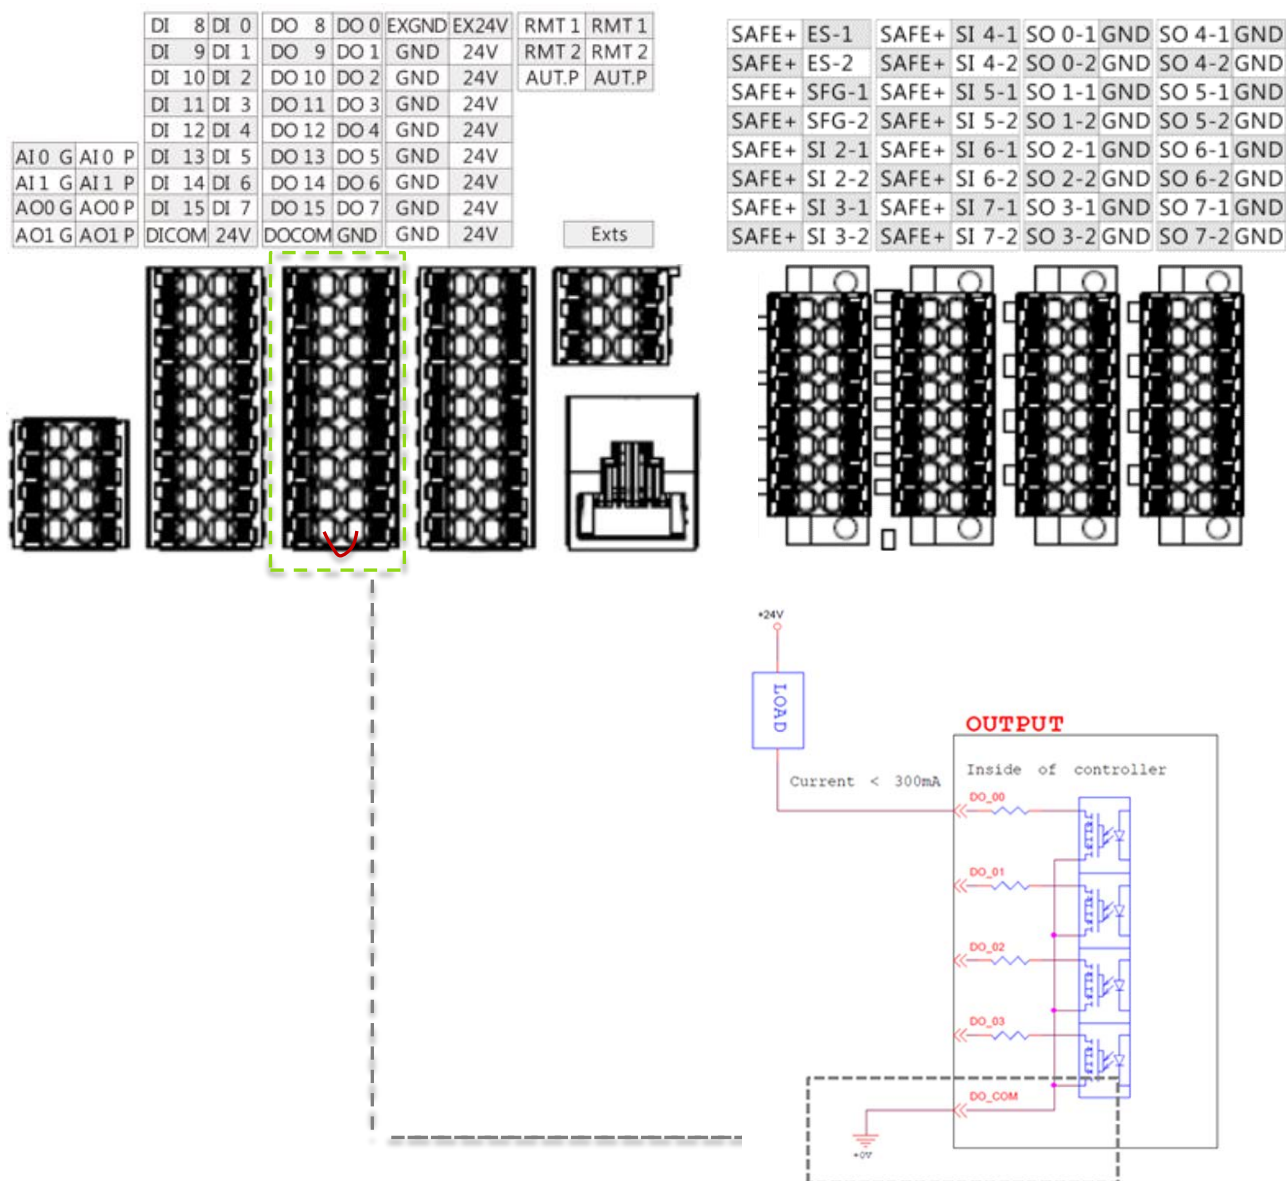 DI 8 DI 0 DO 8 DO 0 EXGND EX24V RMT 1 RMT 1
DI 9 DI 1 DO 9 DO 1 GND 24V RMT 2 RMT 2
DI 10 DI 2 DO 10 DO 2 GND 24V AUT.P AUT.P
DI 11 DI 3 DO 11 DO 3 GND 24V
DI 12 DI 4 DO 12 DO 4 GND 24V
AI 0 G AI 0 P DI 13 DI 5 DO 13 DO 5 GND 24V
AI 1 G AI 1 P DI 14 DI 6 DO 14 DO 6 GND 24V
AO0 G AO0 P DI 15 DI 7 DO 15 DO 7 GND 24V
AO1 G AO1 P DICOM 24V DOCOM GND GND 24V Exts
SAFE+ ES-1 SAFE+ SI 4-1 SO 0-1 GND SO 4-1 GND
SAFE+ ES-2 SAFE+ SI 4-2 SO 0-2 GND SO 4-2 GND
SAFE+ SFG-1 SAFE+ SI 5-1 SO 1-1 GND SO 5-1 GND
SAFE+ SFG-2 SAFE+ SI 5-2 SO 1-2 GND SO 5-2 GND
SAFE+ SI 2-1 SAFE+ SI 6-1 SO 2-1 GND SO 6-1 GND
SAFE+ SI 2-2 SAFE+ SI 6-2 SO 2-2 GND SO 6-2 GND
SAFE+ SI 3-1 SAFE+ SI 7-1 SO 3-1 GND SO 7-1 GND
SAFE+ SI 3-2 SAFE+ SI 7-2 SO 3-2 GND SO 7-2 GND
+24V
LOAD
OUTPUT
Inside of controller
Current < 300mA
DO_00
DO_01
DO_02
DO_03
DO_COM
+0V